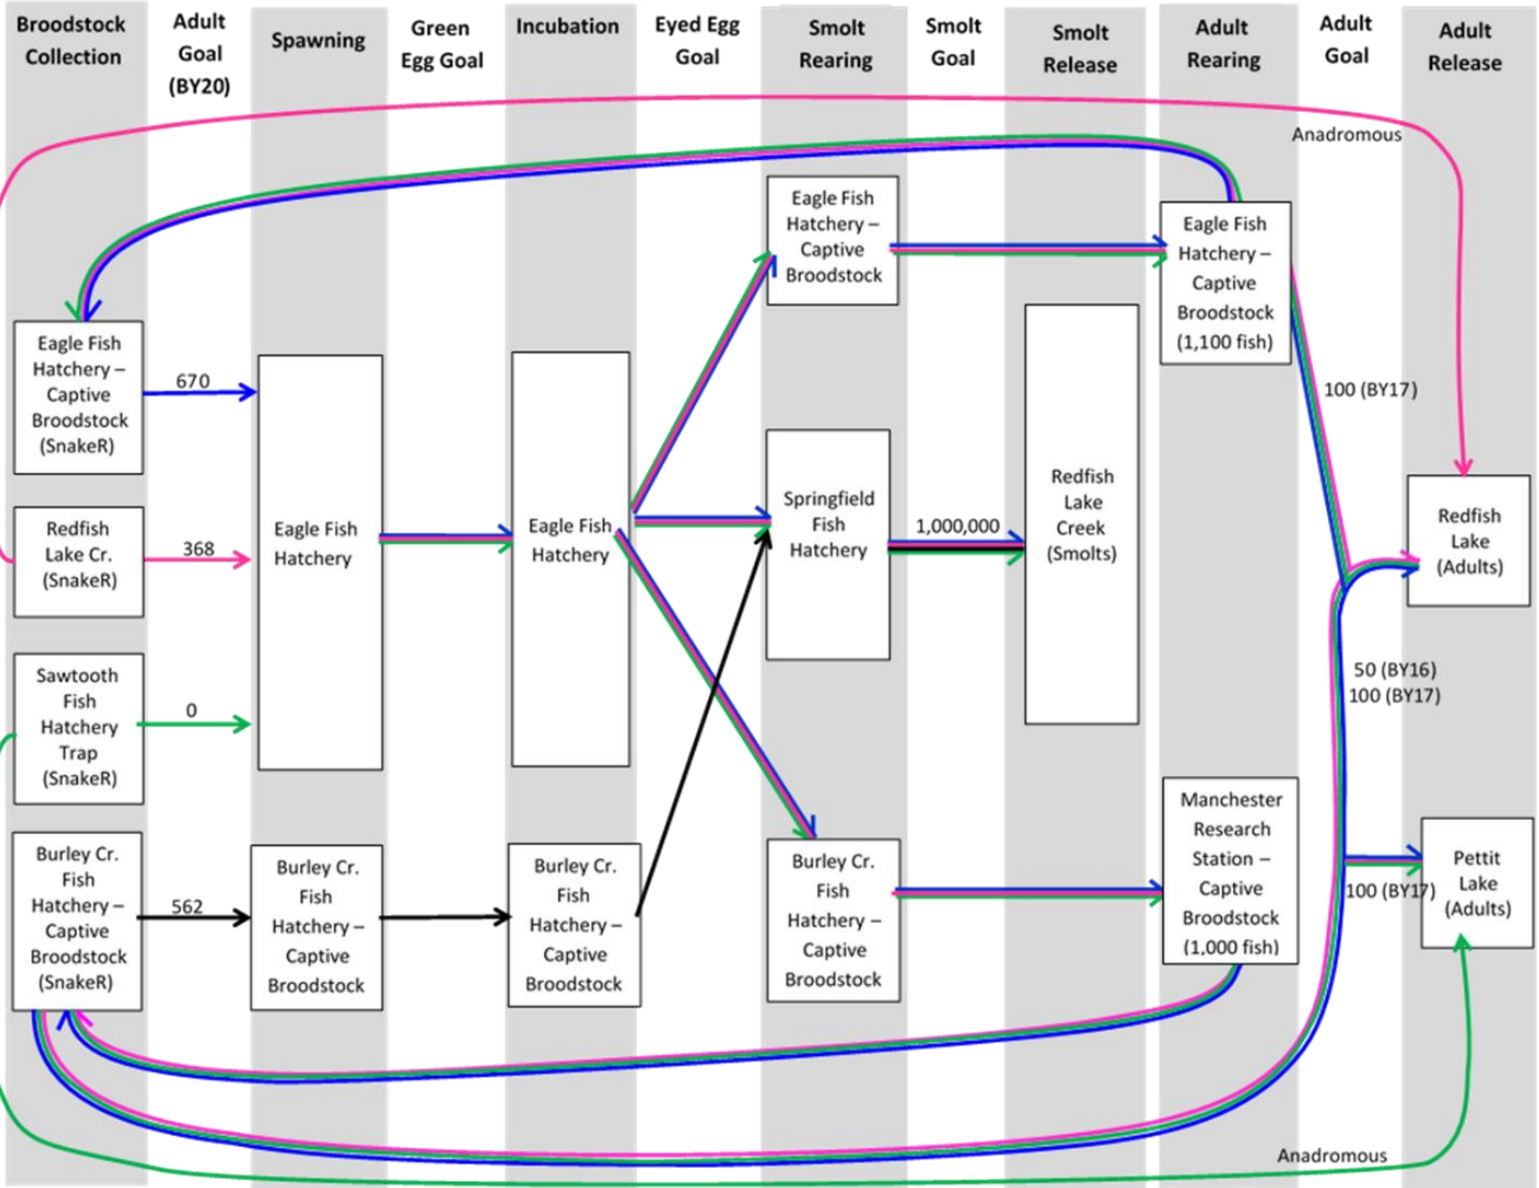 Broodstock
Collection
Adult
Goal
(BY20)
Spawning
Green
Egg Goal
Incubation
Eyed Egg
Goal
Smolt
Rearing
Smolt
Goal
Smolt
Release
Adult
Rearing
Adult
Goal
Adult
Release
Anadromous
Eagle Fish
Hatchery –
Captive
Broodstock
(SnakeR)
670
Redfish
Lake Cr.
(SnakeR)
368
Sawtooth
Fish
Hatchery
Trap
(SnakeR)
0
Burley Cr.
Fish
Hatchery –
Captive
Broodstock
(SnakeR)
562
Eagle Fish
Hatchery
Burley Cr.
Fish
Hatchery –
Captive
Broodstock
Eagle Fish
Hatchery
Burley Cr.
Fish
Hatchery –
Captive
Broodstock
Eagle Fish
Hatchery –
Captive
Broodstock
Springfield
Fish
Hatchery
Burley Cr.
Fish
Hatchery –
Captive
Broodstock
1,000,000
Redfish
Lake
Creek
(Smolts)
Eagle Fish
Hatchery –
Captive
Broodstock
(1,100 fish)
Manchester
Research
Station –
Captive
Broodstock
(1,000 fish)
100 (BY17)
50 (BY16)
100 (BY17)
100 (BY17)
Redfish
Lake
(Adults)
Pettit
Lake
(Adults)
Anadromous